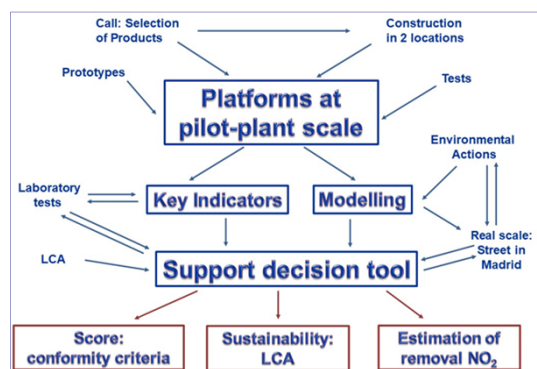 Call: Selection
of Products
Construction
in 2 locations
Prototypes
Tests
Platforms at
pilot-plant scale
Environmental
Actions
Laboratory
tests
Key Indicators
Modelling
Real scale:
Street in
Madrid
LCA
Support decision tool
Score:
conformity criteria
Sustainability:
LCA
Estimation of
removal NO₂